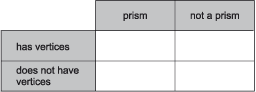 prism not a prism
has vertices
does not have
vertices